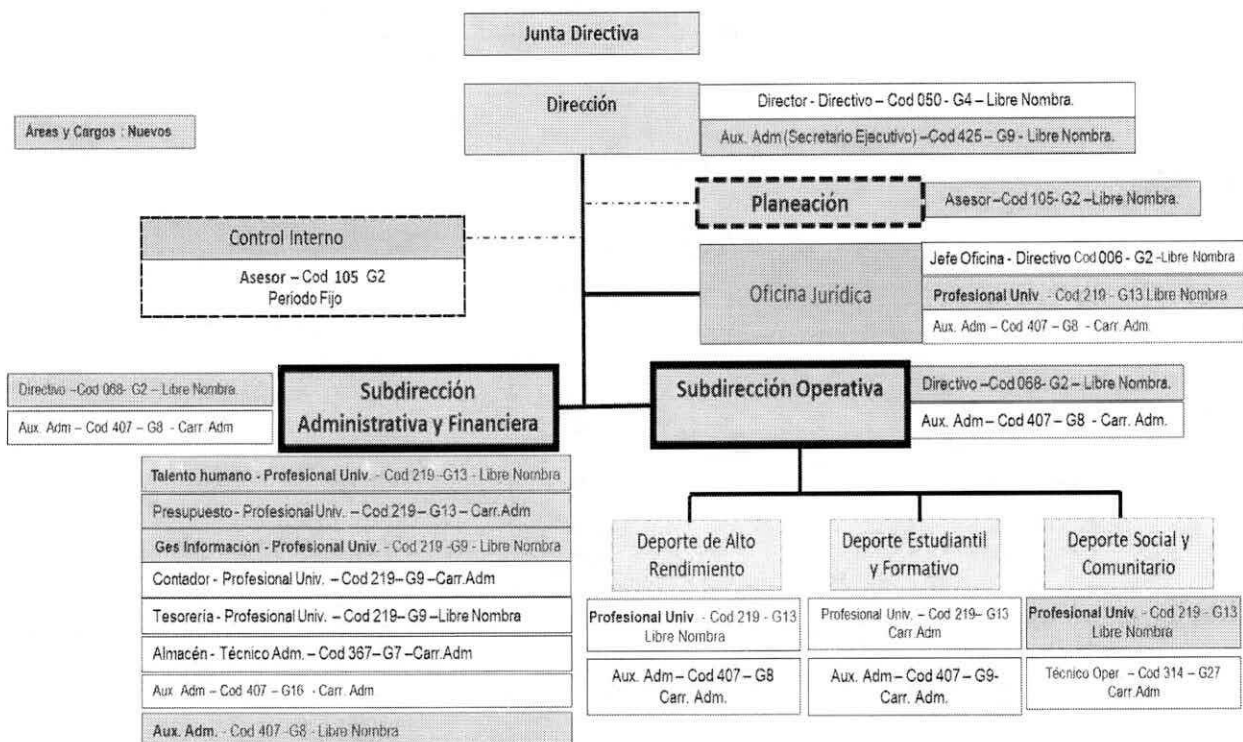 Junta Directiva
Dirección
Director - Directivo – Cod 050 - G4 – Libre Nombra.
Aux. Adm (Secretario Ejecutivo) –Cod 425 – G9 - Libre Nombra.
Áreas y Cargos : Nuevos
Planeación
Asesor –Cod 105- G2 –Libre Nombra.
Control Interno
Asesor – Cod 105 G2
Periodo Fijo
Oficina Jurídica
Jefe Oficina - Directivo Cod 006 - G2 -Libre Nombra
Profesional Univ. - Cod 219 - G13 Libre Nombra
Aux. Adm – Cod 407 – G8 - Carr. Adm.
Directivo –Cod 068- G2 – Libre Nombra.
Aux. Adm – Cod 407 – G8 - Carr. Adm
Subdirección
Administrativa y Financiera
Subdirección Operativa
Directivo –Cod 068- G2 – Libre Nombra.
Aux. Adm – Cod 407 – G8 - Carr. Adm.
Talento humano - Profesional Univ. - Cod 219 -G13 - Libre Nombra
Presupuesto - Profesional Univ. – Cod 219 – G13 – Carr.Adm
Ges Información - Profesional Univ. - Cod 219 -G9 - Libre Nombra
Contador - Profesional Univ. – Cod 219– G9 –Carr.Adm
Tesorería - Profesional Univ. – Cod 219– G9 –Libre Nombra
Almacén - Técnico Adm. – Cod 367– G7 –Carr.Adm
Aux. Adm – Cod 407 – G16 - Carr. Adm
Aux. Adm. - Cod 407 -G8 - Libre Nombra
Deporte de Alto
Rendimiento
Profesional Univ. - Cod 219 - G13
Libre Nombra
Aux. Adm – Cod 407 – G8
Carr. Adm.
Deporte Estudiantil
y Formativo
Profesional Univ. – Cod 219– G13
Carr.Adm
Aux. Adm – Cod 407 – G9-
Carr. Adm.
Deporte Social y
Comunitario
Profesional Univ. - Cod 219 - G13
Libre Nombra
Técnico Oper – Cod 314 – G27
Carr.Adm